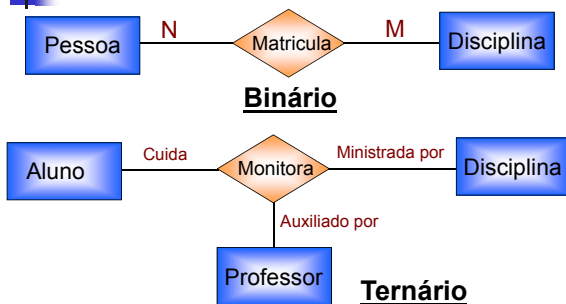 Pessoa N Matricula M Disciplina
Binário
Aluno Cuida Monitora Ministrada por Disciplina
Auxiliado por
Professor Ternário